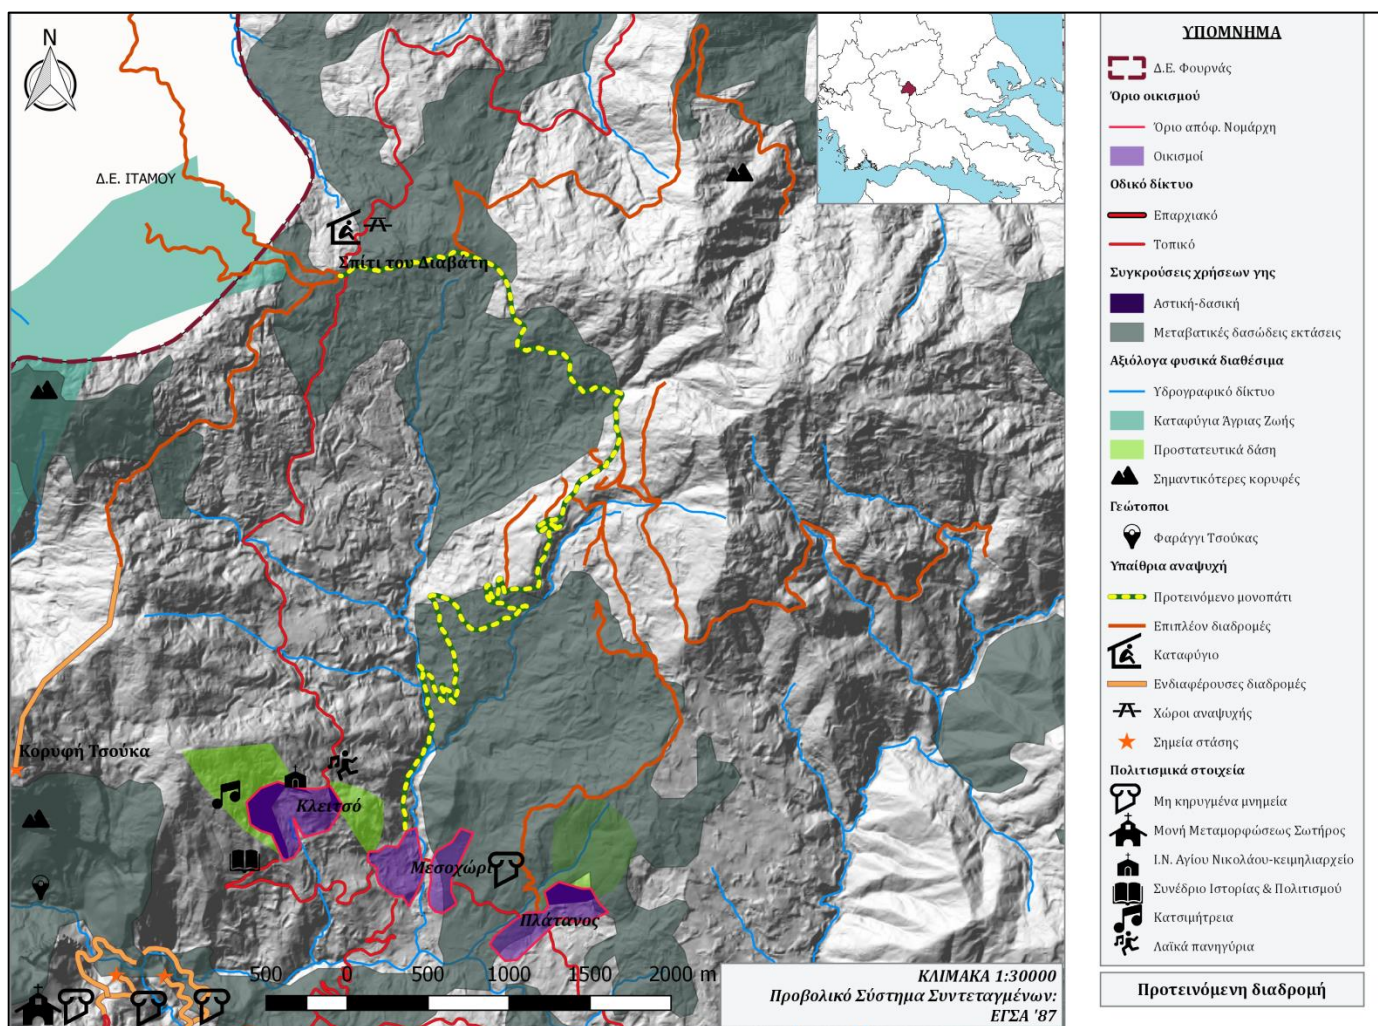 N
Δ.Ε. ΙΤΑΜΟΥ
Σπίτι του Διαβάτη
Κορυφή Τσούκα
Κλειτσό
Μεσοχώρι
Πλάτανος
500 0 500 1000 1500 2000 m
ΚΛΙΜΑΚΑ 1:30000
Προβολικό Σύστημα Συντεταγμένων:
ΕΓΣΑ '87
ΥΠΟΜΝΗΜΑ
Δ.Ε. Φουρνάς
Όριο οικισμού
Όριο απόφ. Νομάρχη
Οικισμοί
Οδικό δίκτυο
Επαρχιακό
Τοπικό
Συγκρούσεις χρήσεων γης
Αστική-δασική
Μεταβατικές δασώδεις εκτάσεις
Αξιόλογα φυσικά διαθέσιμα
Υδρογραφικό δίκτυο
Καταφύγια Άγριας Ζωής
Προστατευτικά δάση
Σημαντικότερες κορυφές
Γεώτοποι
Φαράγγι Τσούκας
Υπαίθρια αναψυχή
Προτεινόμενο μονοπάτι
Επιπλέον διαδρομές
Καταφύγιο
Ενδιαφέρουσες διαδρομές
Χώροι αναψυχής
Σημεία στάσης
Πολιτισμικά στοιχεία
Μη κηρυγμένα μνημεία
Μονή Μεταμορφώσεως Σωτήρος
Ι.Ν. Αγίου Νικολάου-κειμηλιαρχείο
Συνέδριο Ιστορίας & Πολιτισμού
Κατσιμήτρεια
Λαϊκά πανηγύρια
Προτεινόμενη διαδρομή